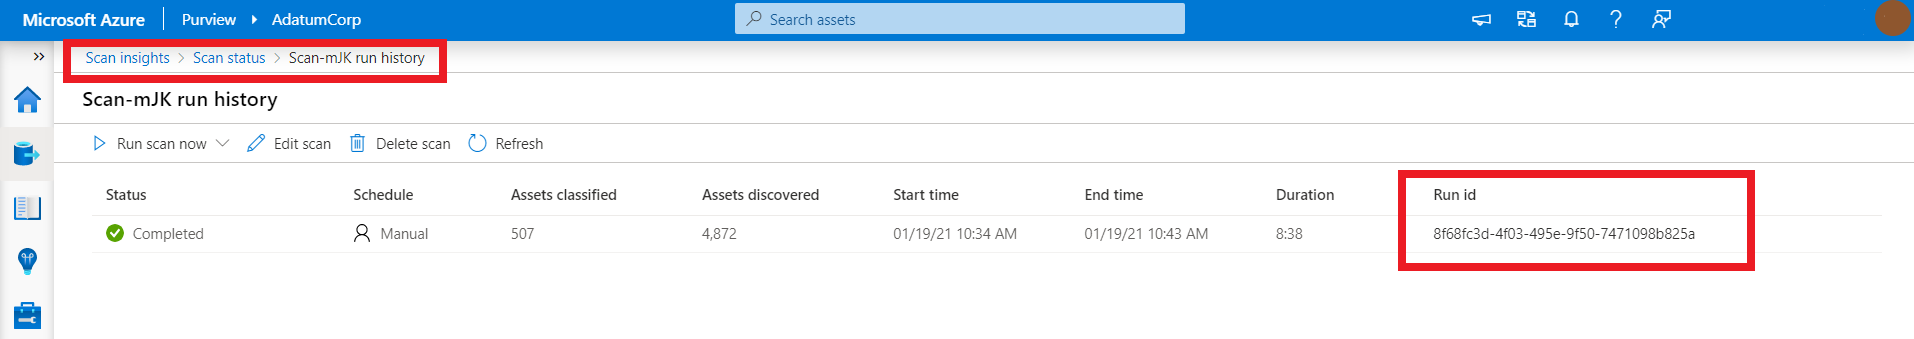 Microsoft Azure Purview AdatumCorp Search assets
Scan insights Scan status Scan-mJK run history
Scan-mJK run history
Run scan now Edit scan Delete scan Refresh
Status Schedule Assets classified Assets discovered Start time End time Duration Run id
Completed Manual 507 4,872 01/19/21 10:34 AM 01/19/21 10:43 AM 8:38 8f68fc3d-4f03-495e-9f50-7471098b825a